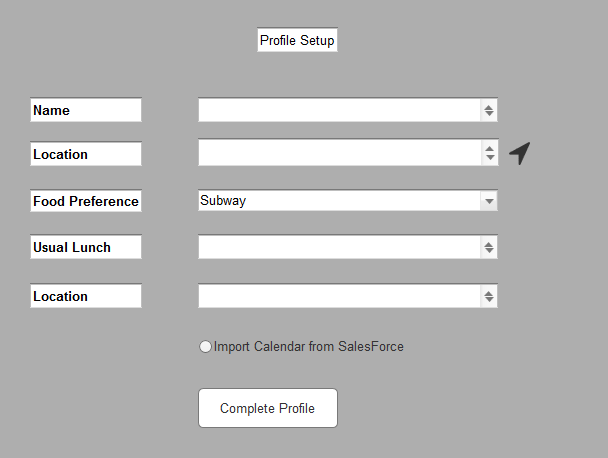 Profile Setup
Name
Location
Food Preference Subway
Usual Lunch
Location
Import Calendar from SalesForce
Complete Profile